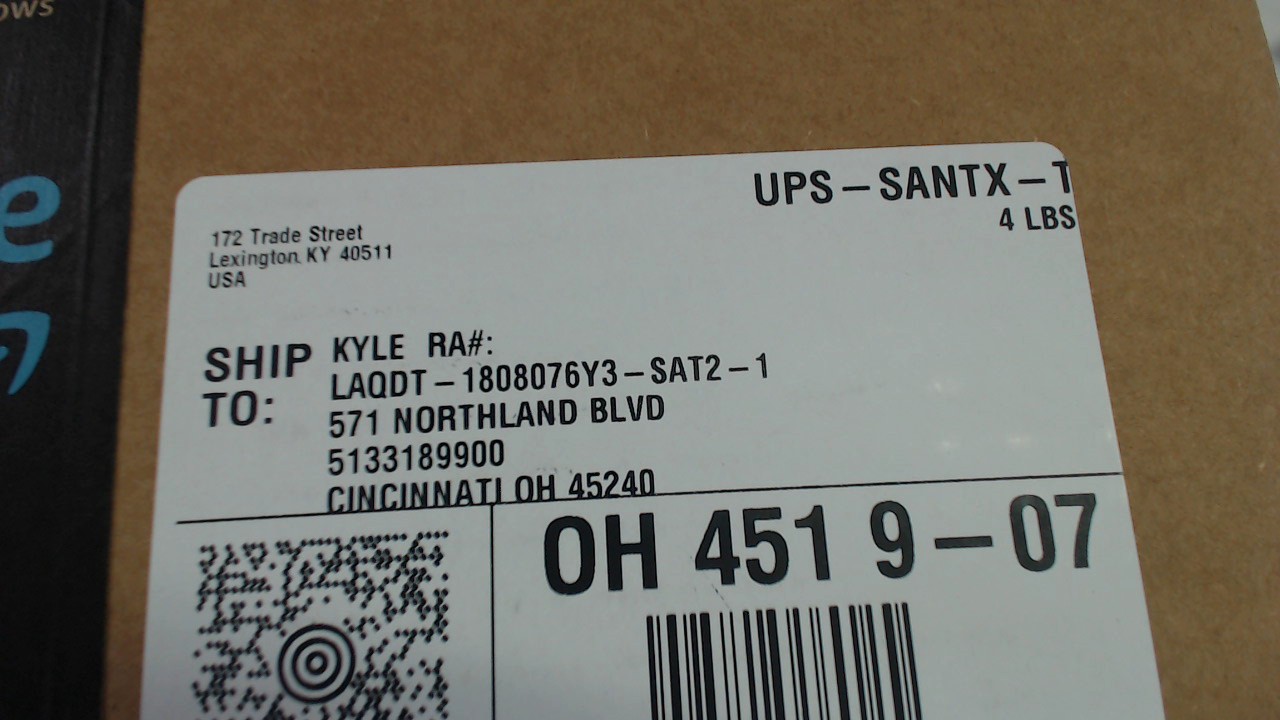 ows
UPS-SANTX-T
4 LBS
172 Trade Street
Lexington KY 40511
USA
SHIP TO:
KYLE RA#:
LAQDT-1808076Y3-SAT2-1
571 NORTHLAND BLVD
5133189900
CINCINNATI OH 45240
OH 451 9-07
e